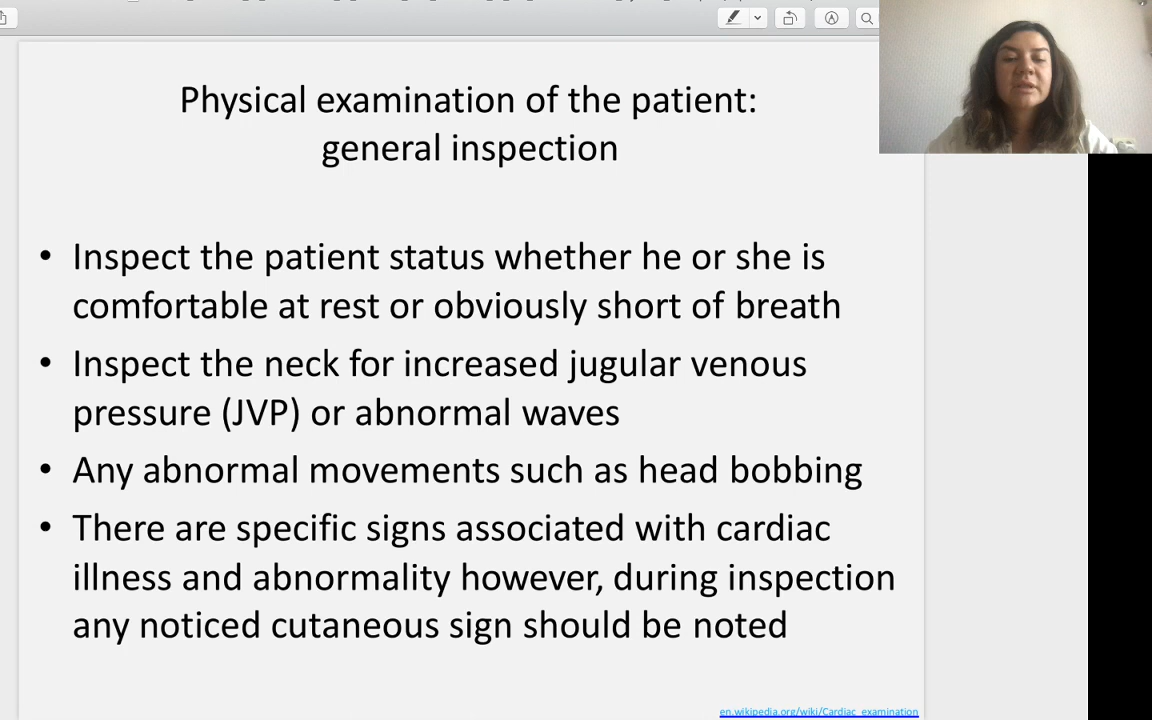 Physical examination of the patient:
general inspection
• Inspect the patient status whether he or she is
comfortable at rest or obviously short of breath
• Inspect the neck for increased jugular venous
pressure (JVP) or abnormal waves
• Any abnormal movements such as head bobbing
• There are specific signs associated with cardiac
illness and abnormality however, during inspection
any noticed cutaneous sign should be noted
en.wikipedia.org/wiki/Cardiac_examination